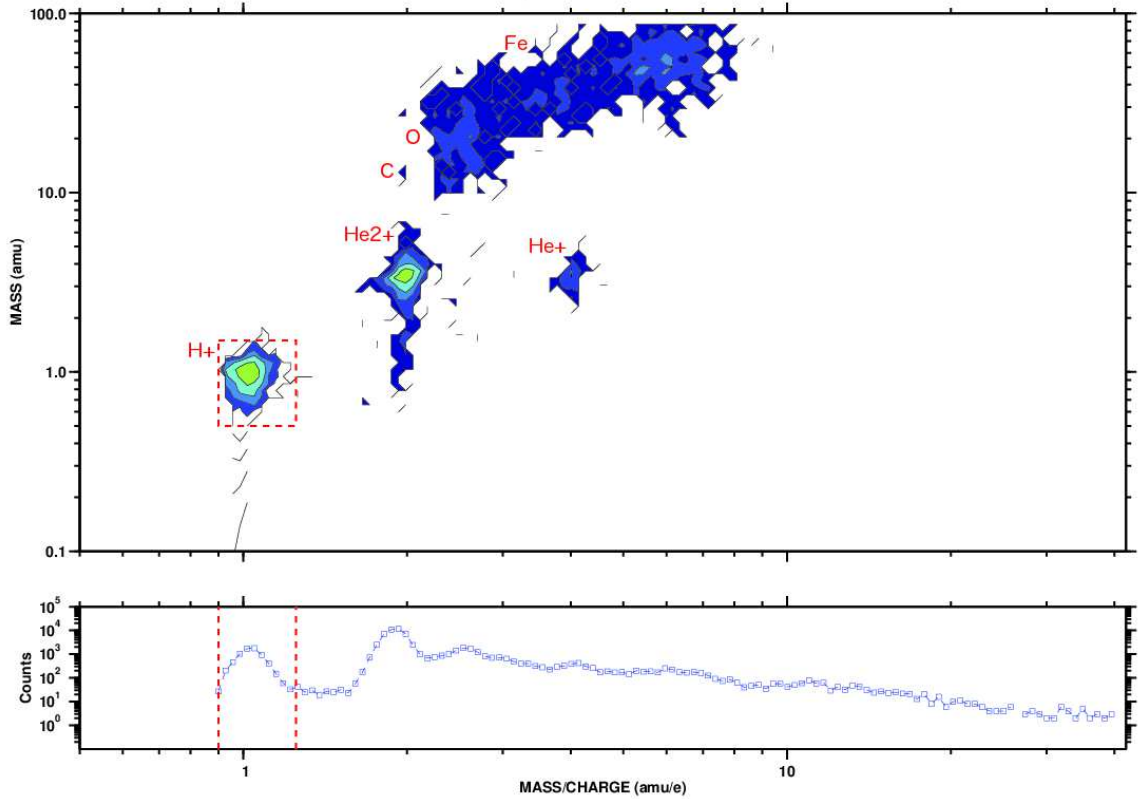 100.0
Fe
O
C
10.0
He2+
He+
MASS (amu)
H+
1.0
0.1
10^5
10^4
10^3
10^2
10^1
10^0
Counts
1
10
MASS/CHARGE (amu/e)